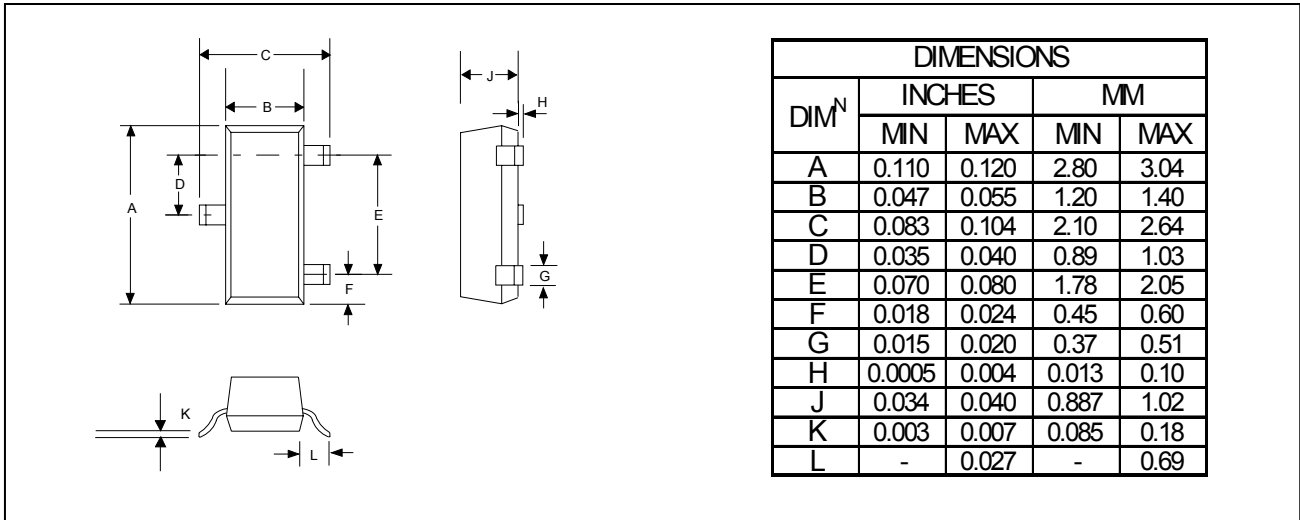 C
B
A
D
E
F
J
H
G
K
L
DIMENSIONS
DIM^N INCHES MM
MIN MAX MIN MAX
A 0.110 0.120 2.80 3.04
B 0.047 0.055 1.20 1.40
C 0.083 0.104 2.10 2.64
D 0.035 0.040 0.89 1.03
E 0.070 0.080 1.78 2.05
F 0.018 0.024 0.45 0.60
G 0.015 0.020 0.37 0.51
H 0.0005 0.004 0.013 0.10
J 0.034 0.040 0.887 1.02
K 0.003 0.007 0.085 0.18
L - 0.027 - 0.69